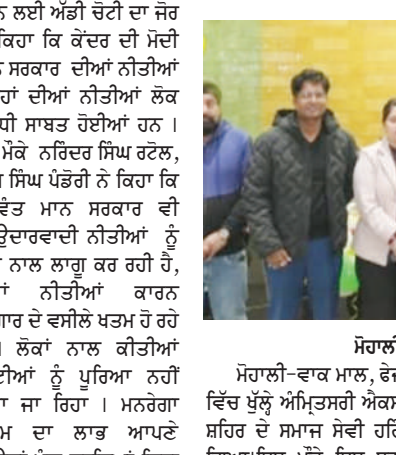 ਲਈ ਅੱਡੀ ਚੋਟੀ ਦਾ ਜੋਰ
ਕਿਹਾ ਕਿ ਕੇਂਦਰ ਦੀ ਮੋਦੀ
ਸਰਕਾਰ ਦੀਆਂ ਨੀਤੀਆਂ
ਹਾਂ ਦੀਆਂ ਨੀਤੀਆਂ ਲੋਕ
ਧੀ ਸਾਬਤ ਹੋਈਆਂ ਹਨ ।
ਮੌਕੇ ਨਰਿੰਦਰ ਸਿੰਘ ਰਟੋਲ,
ਸਿੰਘ ਪੰਡੋਰੀ ਨੇ ਕਿਹਾ ਕਿ
ਵੰਤ ਮਾਨ ਸਰਕਾਰ ਵੀ
ਉਦਾਰਵਾਦੀ ਨੀਤੀਆਂ ਨੂੰ
ਨਾਲ ਲਾਗੂ ਕਰ ਰਹੀ ਹੈ,
ਾਂ ਨੀਤੀਆਂ ਕਾਰਨ
ਗਾਰ ਦੇ ਵਸੀਲੇ ਖਤਮ ਹੋ ਰਹੇ
। ਲੋਕਾਂ ਨਾਲ ਕੀਤੀਆਂ
ਈਆਂ ਨੂੰ ਪੂਰਿਆ ਨਹੀਂ
ਾ ਜਾ ਰਿਹਾ । ਮਨਰੇਗਾ
ਮ ਦਾ ਲਾਭ ਆਪਣੇ
ਮੋਹਾਲੀ
ਮੋਹਾਲੀ-ਵਾਕ ਮਾਲ, ਫੇਜ਼
ਵਿੱਚ ਖੁੱਲ੍ਹੇ ਅੰਮ੍ਰਿਤਸਰੀ ਐਕਸ
ਸ਼ਹਿਰ ਦੇ ਸਮਾਜ ਸੇਵੀ ਹਰਿੰ